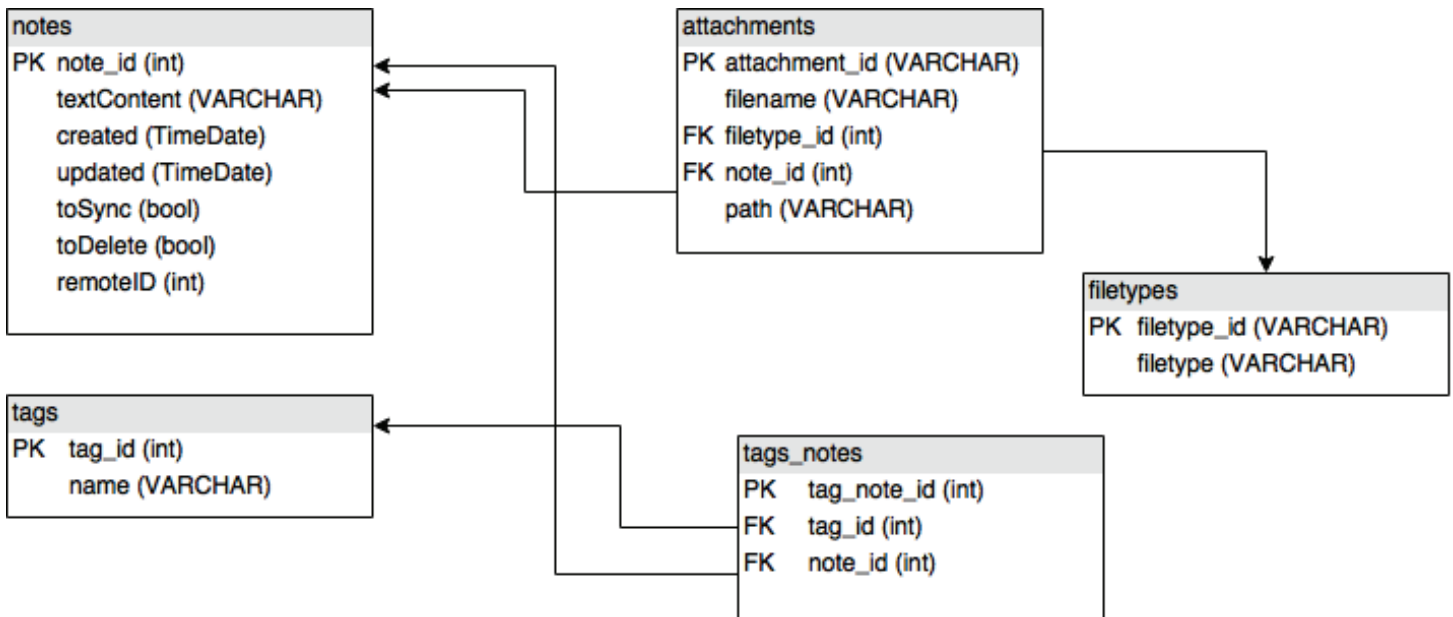 notes
PK note_id (int)
textContent (VARCHAR)
created (TimeDate)
updated (TimeDate)
toSync (bool)
toDelete (bool)
remoteID (int)
attachments
PK attachment_id (VARCHAR)
filename (VARCHAR)
FK filetype_id (int)
FK note_id (int)
path (VARCHAR)
filetypes
PK filetype_id (VARCHAR)
filetype (VARCHAR)
tags
PK tag_id (int)
name (VARCHAR)
tags_notes
PK tag_note_id (int)
FK tag_id (int)
FK note_id (int)